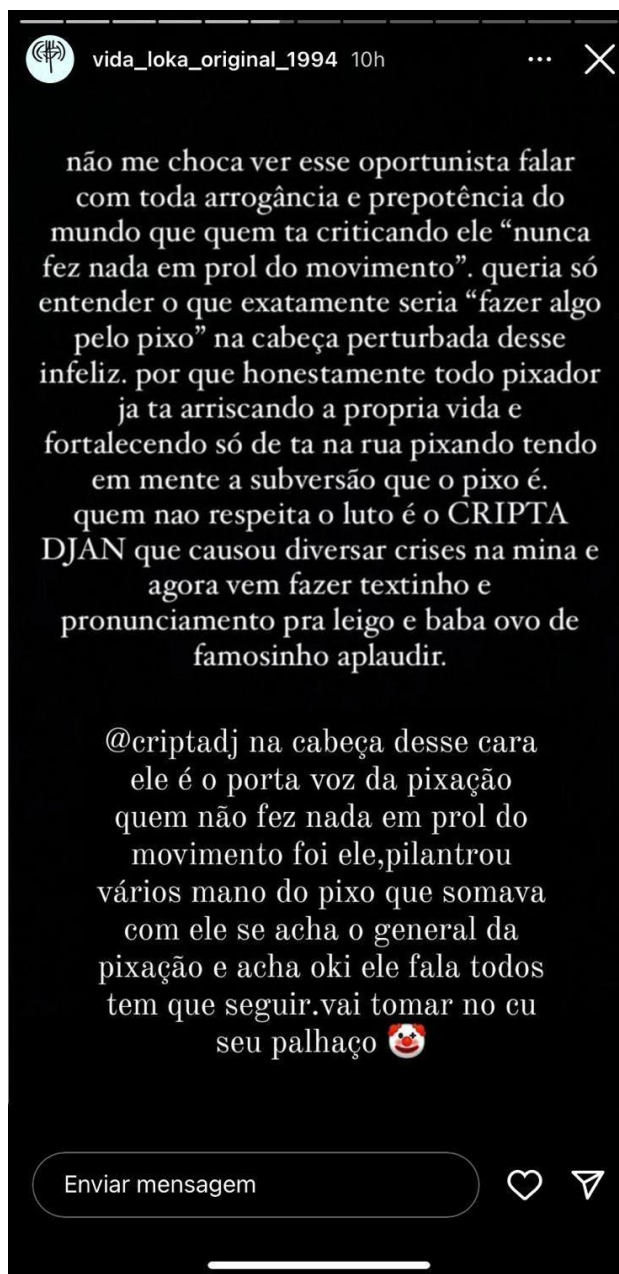 vida_loka_original_1994 10h
não me choca ver esse oportunista falar
com toda arrogância e prepotência do
mundo que quem ta criticando ele “nunca
fez nada em prol do movimento”. queria só
entender o que exatamente seria “fazer algo
pelo pixo” na cabeça perturbada desse
infeliz. por que honestamente todo pixador
ja ta arriscando a propria vida e
fortalecendo só de ta na rua pixando tendo
em mente a subversão que o pixo é.
quem nao respeita o luto é o CRIPTA
DJAN que causou diversar crises na mina e
agora vem fazer textinho e
pronunciamento pra leigo e baba ovo de
famosinho aplaudir.
@criptadj na cabeça desse cara
ele é o porta voz da pixação
quem não fez nada em prol do
movimento foi ele,pilantrou
vários mano do pixo que somava
com ele se acha o general da
pixação e acha oki ele fala todos
tem que seguir.vai tomar no cu
seu palhaço 🤡
Enviar mensagem